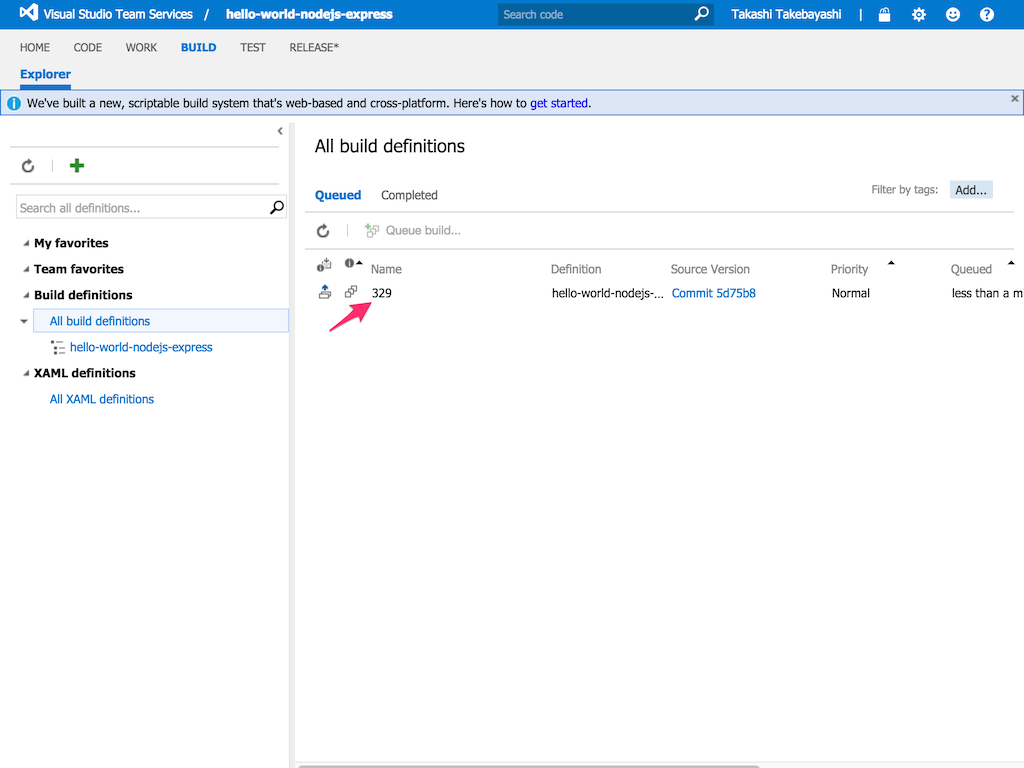 Visual Studio Team Services / hello-world-nodejs-express Search code Takashi Takebayashi |
HOME CODE WORK BUILD TEST RELEASE*
Explorer
We've built a new, scriptable build system that's web-based and cross-platform. Here's how to get started.
All build definitions
Queued Completed Filter by tags: Add...
Search all definitions...
Queue build...
My favorites
Team favorites
Build definitions
All build definitions
hello-world-nodejs-express
XAML definitions
All XAML definitions
Name Definition Source Version Priority Queued
329 hello-world-nodejs-... Commit 5d75b8 Normal less than a m